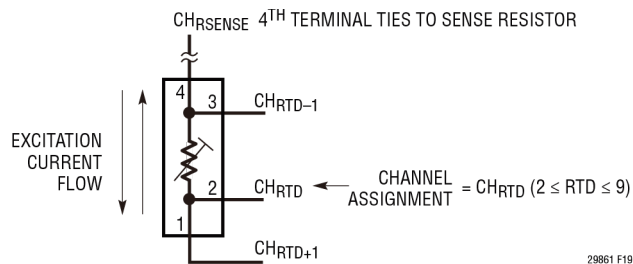 CHRSENSE 4TH TERMINAL TIES TO SENSE RESISTOR
4
3
CHRTD–1
EXCITATION
CURRENT
FLOW
2
CHRTD
CHANNEL
ASSIGNMENT
= CHRTD (2 ≤ RTD ≤ 9)
1
CHRTD+1
29861 F19